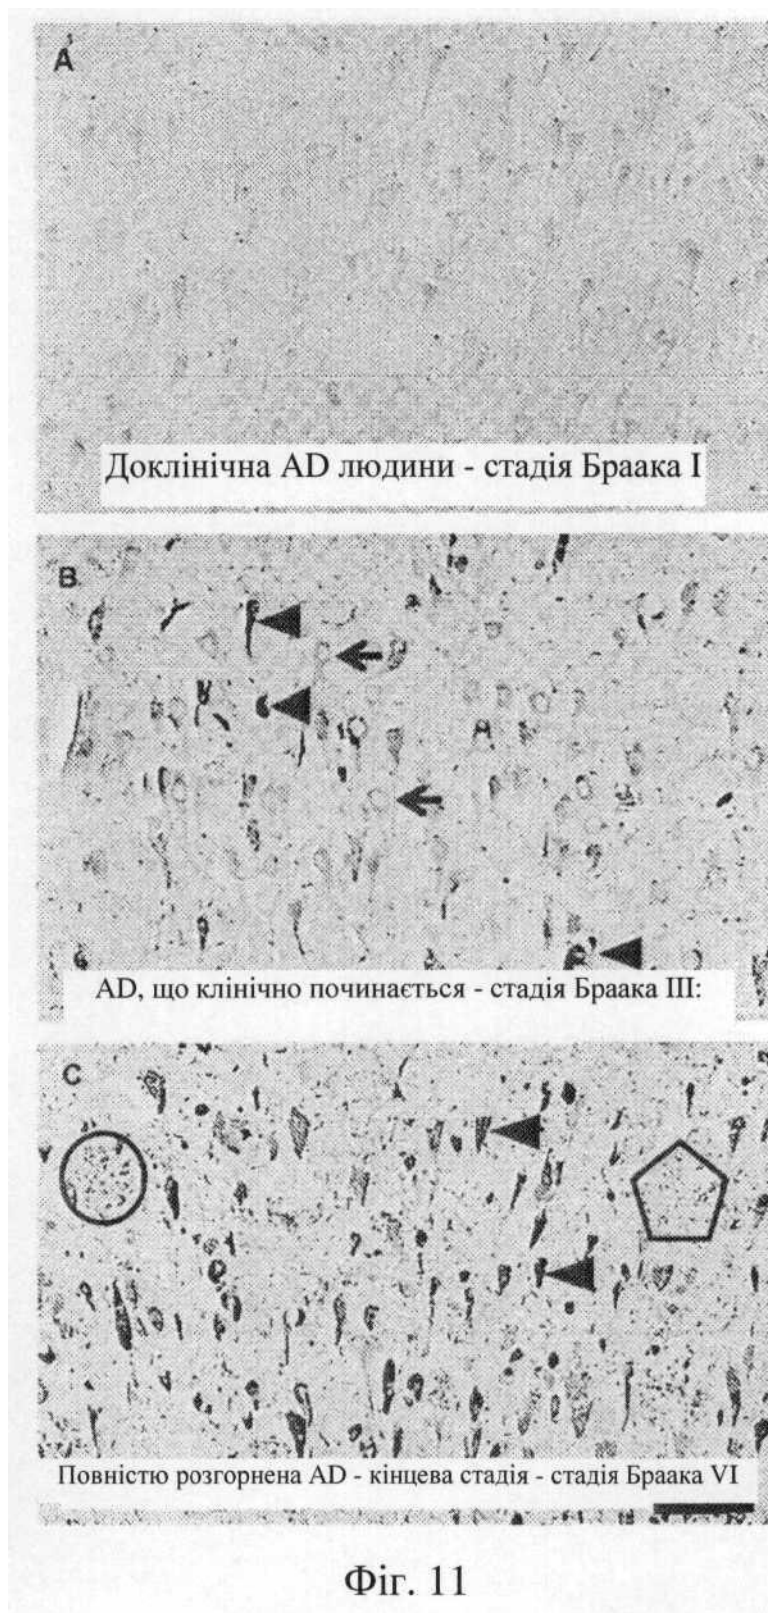 A
Доклінічна AD людини - стадія Браака I
B
AD, що клінічно починається - стадія Браака III:
C
Повністю розгорнена AD - кінцева стадія - стадія Браака VI
Фіг. 11